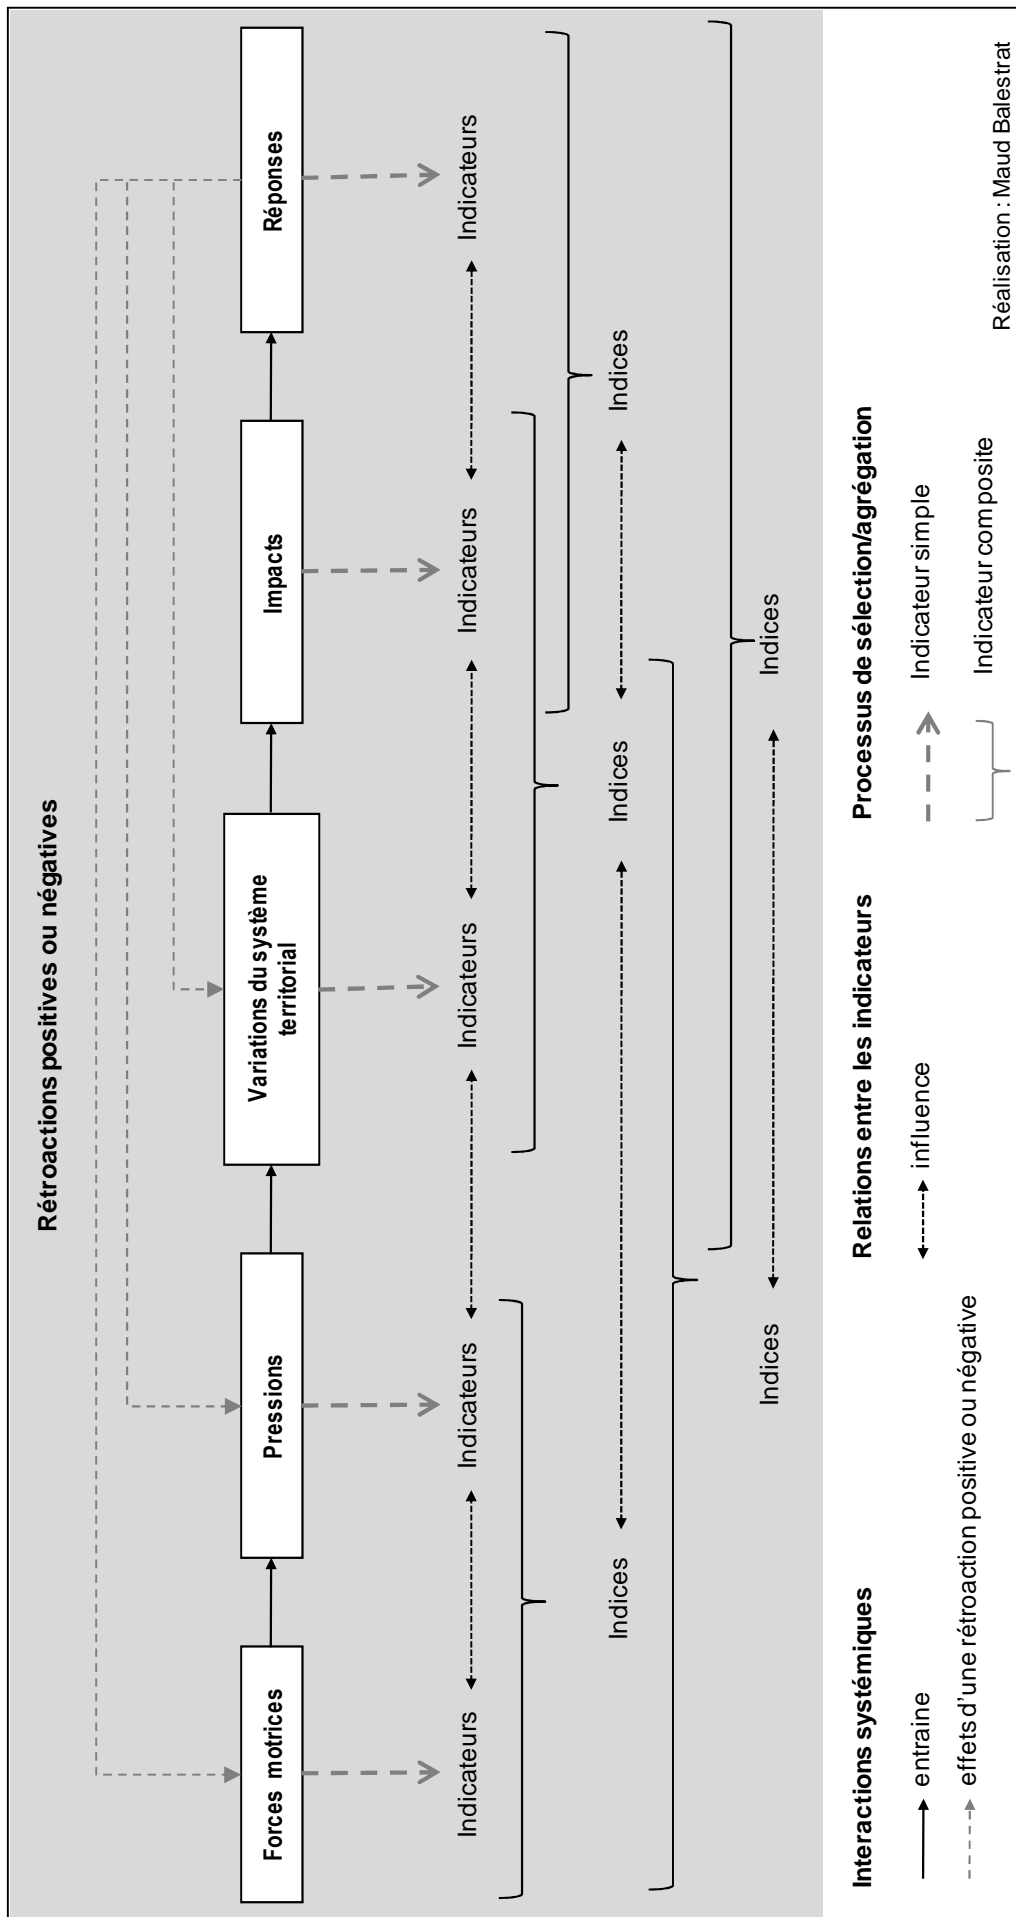 Rétroactions positives ou négatives
Forces motrices
Pressions
Variations du système
territorial
Impacts
Réponses
Indicateurs
Indicateurs
Indicateurs
Indicateurs
Indicateurs
Indices
Indices
Indices
Indices
Indices
Interactions systémiques
entraine
effets d’une rétroaction positive ou négative
Relations entre les indicateurs
influence
Processus de sélection/agrégation
Indicateur simple
Indicateur composite
Réalisation : Maud Balestrat